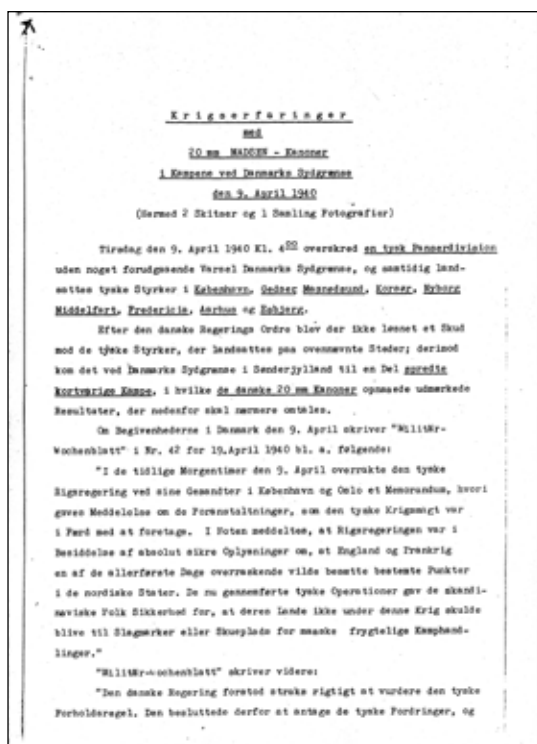 Krigserfaringer
med
20 mm MADSEN - Kanoner
i Kampene ved Danmarks Sydgrænse
den 9. April 1940
(Hermed 2 Skitser og 1 Samling Fotografier)
Tirsdag den 9. April 1940 Kl. 4⁰⁰ overskred en tysk Panserdivision
uden noget forudgaaende Varsel Danmarks Sydgrænse, og samtidig land-
sattes tyske Styrker i København, Gedser Masnedsund, Korsør, Nyborg
Middelfart, Fredericia, Aarhus og Esbjerg.
Efter den danske Regerings Ordre blev der ikke løsnet et Skud
mod de tyske Styrker, der landsattes paa ovennævnte Steder; derimod
kom det ved Danmarks Sydgrænse i Sønderjylland til en Del spredte
kortvarige Kampe, i hvilke de danske 20 mm Kanoner opnaaede udmærkede
Resultater, der nedenfor skal nærmere omtales.
Om Begivenhederne i Danmark den 9. April skriver "Militär-
Wochenblatt" i Nr. 42 for 19.April 1940 bl. a. følgende:
"I de tidlige Morgentimer den 9. April overrakte den tyske
Rigsregering ved sine Gesandter i København og Oslo et Memorandum, hvori
gaves Meddelelse om de Foranstaltninger, som den tyske Krigsmagt var
i Færd med at foretage. I Noten meddeltes, at Rigsregeringen var i
Besiddelse af absolut sikre Oplysninger om, at England og Frankrig
en af de allerførste Dage overraskende vilde besætte bestemte Punkter
i de nordiske Stater. De nu gennemførte tyske Operationer gav de skandi-
naviske Folk Sikkerhed for, at deres Lande ikke under denne Krig skulde
blive til Slagmarker eller Skueplads for maaske frygtelige Kamphand-
linger."
"Militär-Wochenblatt" skriver videre:
"Den danske Regering forstod straks rigtigt at vurdere den tyske
Forholdsregel. Den besluttede derfor at antage de tyske Fordringer, og